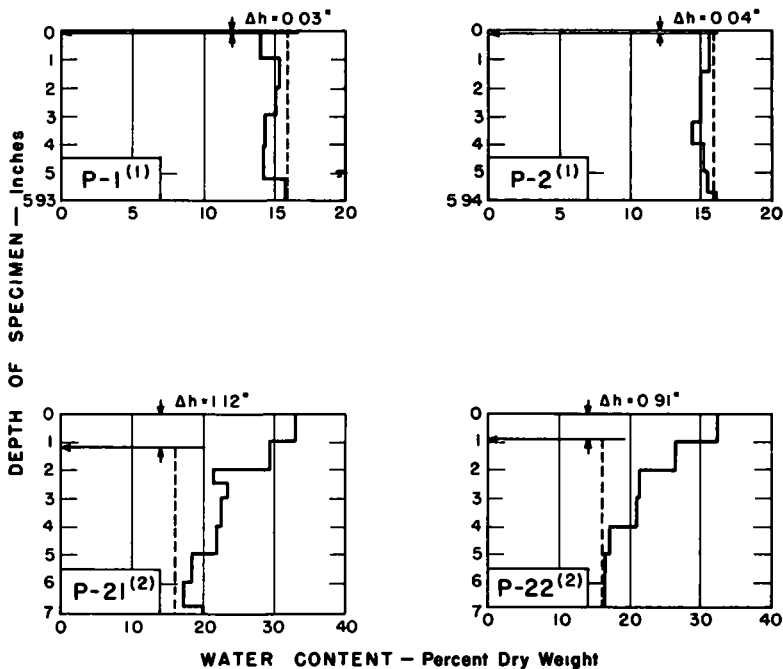 Δh = 0 03"
Δh = 0 04"
0
1
2
3
4
5
5 93
P-1 (1)
0 5 10 15 20
0
1
2
3
4
5
5 94
P-2 (1)
0 5 10 15 20
DEPTH OF SPECIMEN — Inches
Δh = 1.12"
Δh = 0 91"
0
1
2
3
4
5
6
7
P-21 (2)
0 10 20 30 40
0
1
2
3
4
5
6
7
P-22 (2)
0 10 20 30 40
WATER CONTENT — Percent Dry Weight